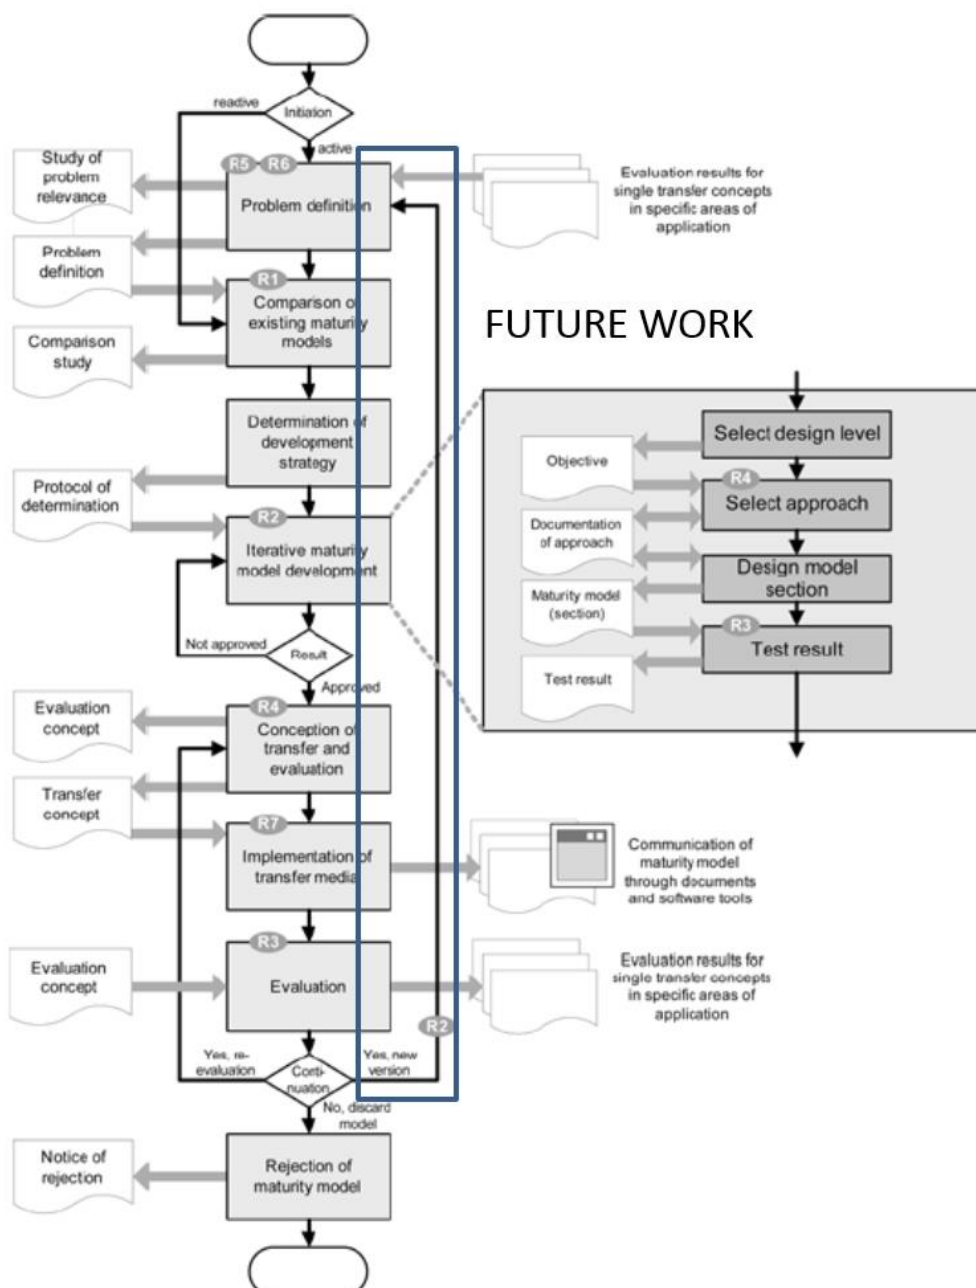 readive
Initiation
active
R5
R6
Study of
problem
relevance
Problem definition
Evaluation results for
single transfer concepts
in specific areas of
application
Problem
definition
R1
Comparison of
existing maturity
models
Comparison
study
FUTURE WORK
Determination of
development
strategy
Protocol of
determination
R2
Iterative maturity
model development
Not approved
Result
Approved
Select design level
Objective
R4
Select approach
Documentation
of approach
Design model
section
Maturity model
(section)
R3
Test result
Test result
Evaluation
concept
R4
Conception of
transfer and
evaluation
Transfer
concept
R7
Implementation of
transfer media
Communication of
maturity model
through documents
and software tools
R3
Evaluation
concept
Evaluation
Evaluation results for
single transfer concepts
in specific areas of
application
R2
Yes, re-
evaluation
Conti-
nuation
Yes, new
version
No, discard
model
Notice of
rejection
Rejection of
maturity model